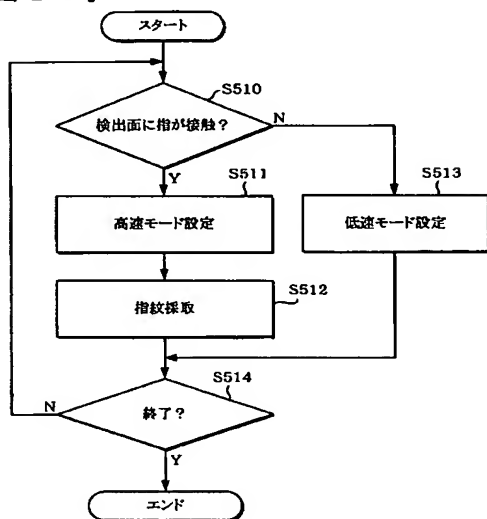 スタート
S510
検出面に指が接触？
N
Y
S511
S513
高速モード設定
低速モード設定
S512
指紋採取
S514
N
終了？
Y
エンド